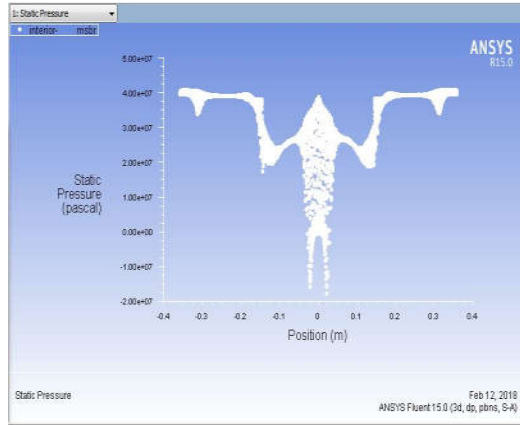 1: Static Pressure
interior- msbr
ANSYS
R15.0
5.00e+07
4.00e+07
3.00e+07
2.00e+07
1.00e+07
0.00e+00
-1.00e+07
-2.00e+07
Static
Pressure
(pascal)
-0.4 -0.3 -0.2 -0.1 0 0.1 0.2 0.3 0.4
Position (m)
Static Pressure
Feb 12, 2018
ANSYS Fluent 15.0 (3d, dp, pbns, S-A)